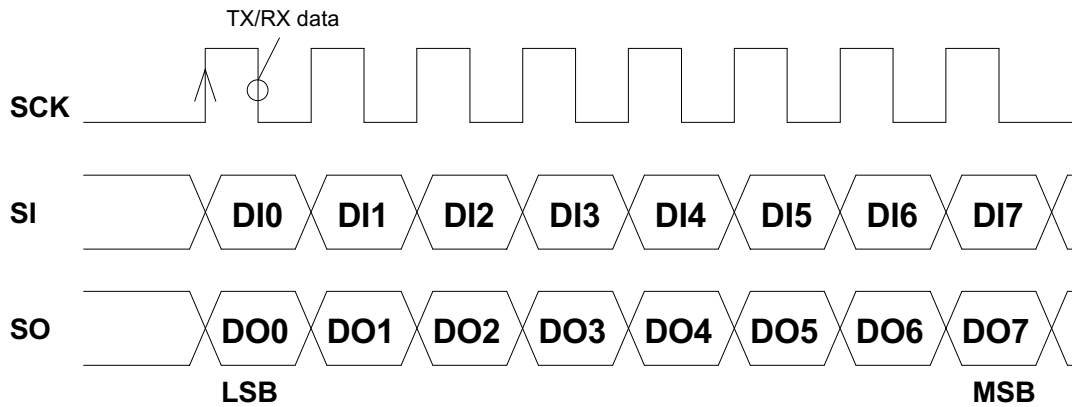 TX/RX data
SCK
SI DI0 DI1 DI2 DI3 DI4 DI5 DI6 DI7
SO DO0 DO1 DO2 DO3 DO4 DO5 DO6 DO7
LSB MSB